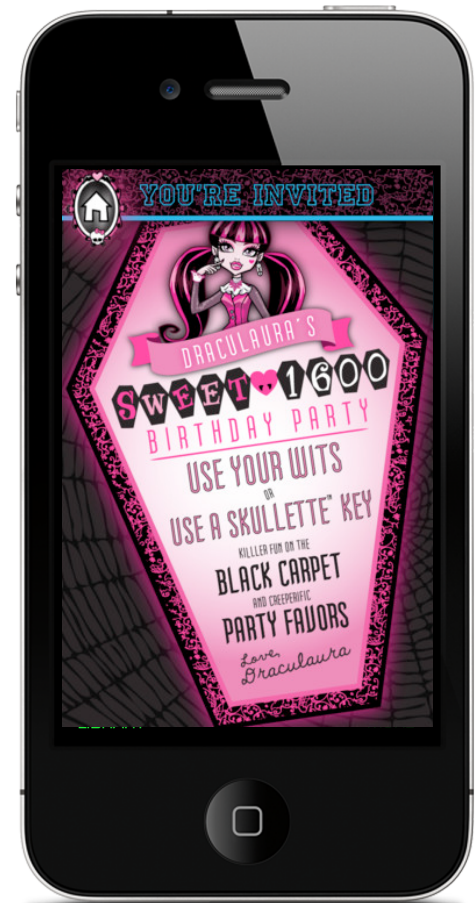 YOU'RE INVITED
DRACULAURA'S
SWEET 1600
BIRTHDAY PARTY
USE YOUR WITS
OR
USE A SKULLETTE™ KEY
KILLLER FUN ON THE
BLACK CARPET
AND CREEPERIFIC
PARTY FAVORS
Love,
Draculaura